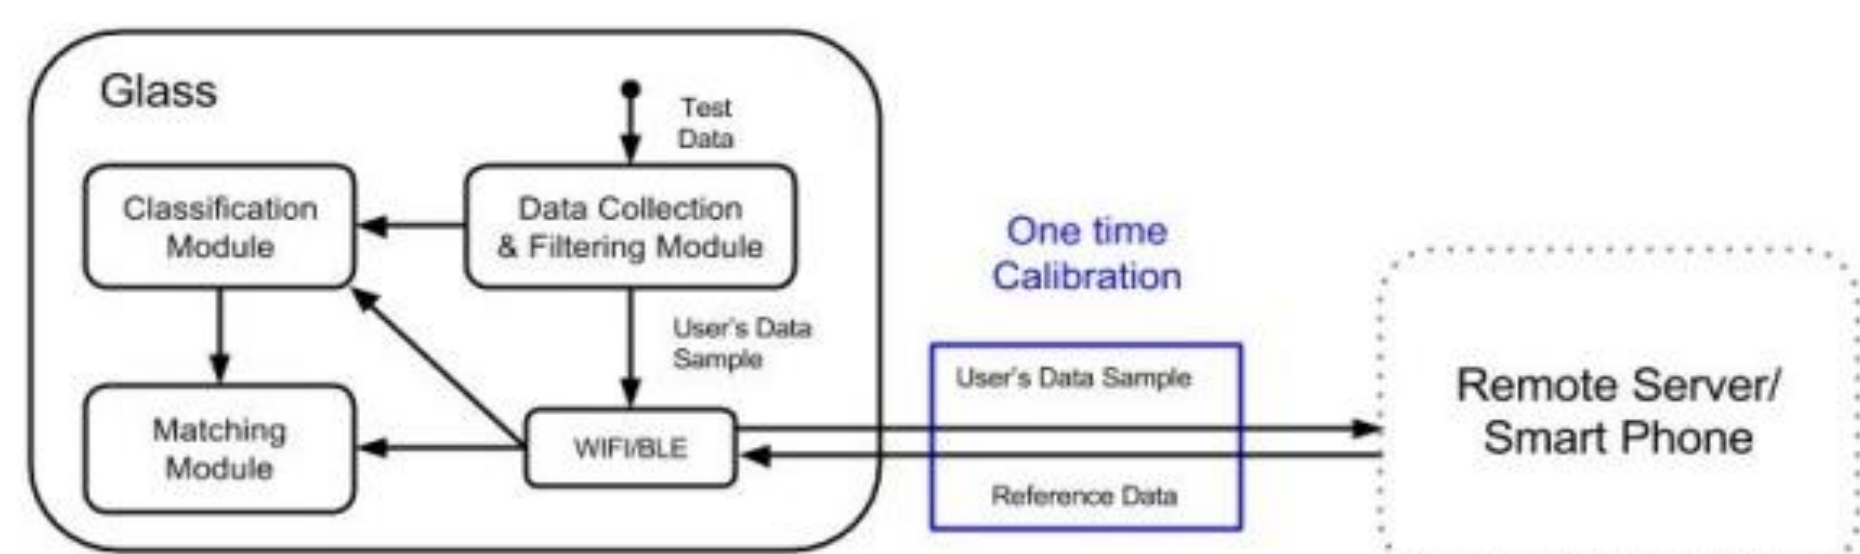 Glass
Test
Data
Classification
Module
Data Collection
& Filtering Module
User's Data
Sample
Matching
Module
WIFI/BLE
One time
Calibration
User's Data Sample
Reference Data
Remote Server/
Smart Phone